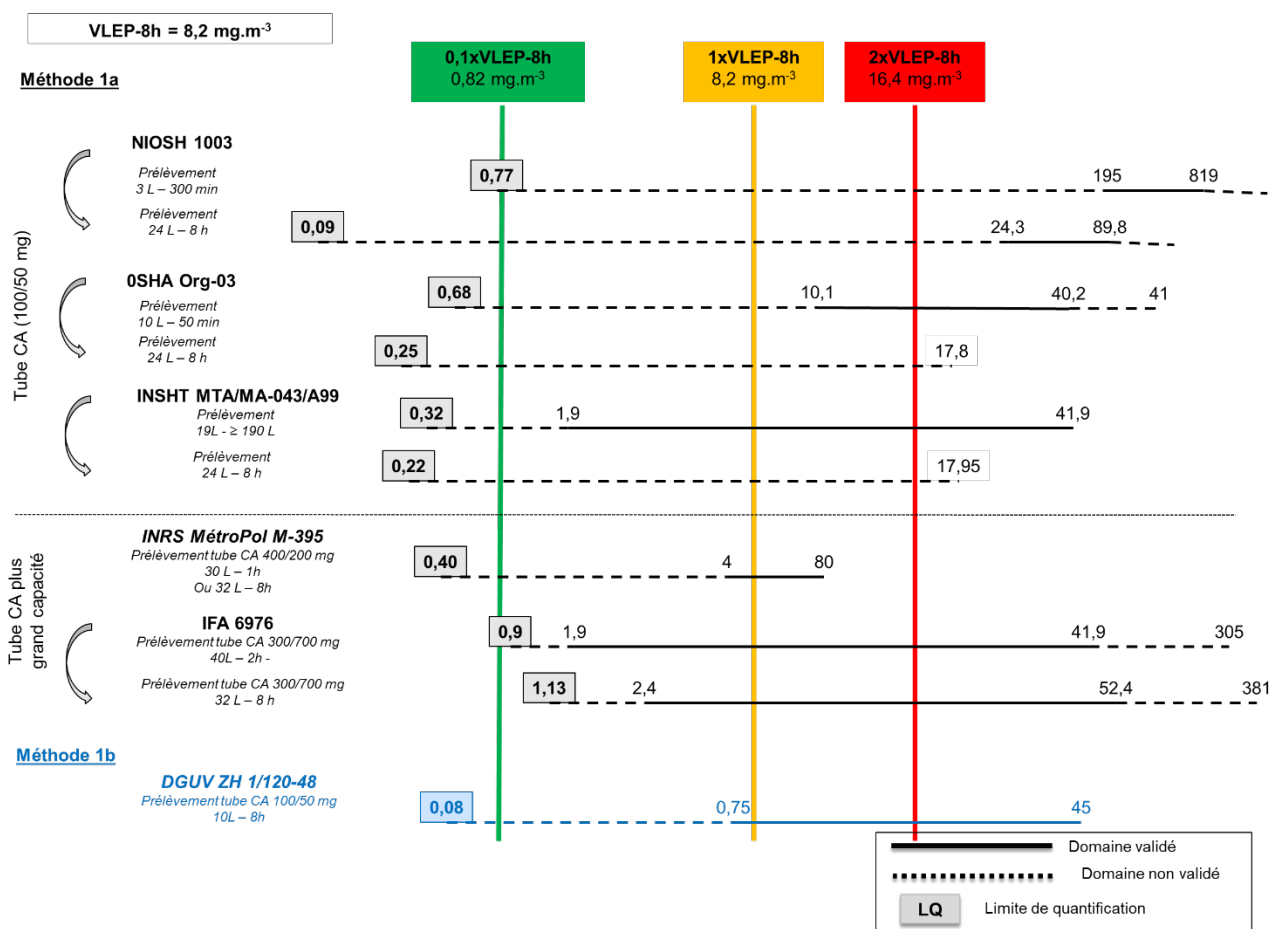 VLEP-8h = 8,2 mg.m⁻³
0,1xVLEP-8h
0,82 mg.m⁻³
1xVLEP-8h
8,2 mg.m⁻³
2xVLEP-8h
16,4 mg.m⁻³
Méthode 1a
Tube CA (100/50 mg)
NIOSH 1003
Prélèvement
3 L – 300 min
0,77
195
819
Prélèvement
24 L – 8 h
0,09
24,3
89,8
0SHA Org-03
Prélèvement
10 L – 50 min
0,68
10,1
40,2
41
Prélèvement
24 L – 8 h
0,25
17,8
INSHT MTA/MA-043/A99
Prélèvement
19L - ≥ 190 L
0,32
1,9
41,9
Prélèvement
24 L – 8 h
0,22
17,95
Tube CA plus
grand capacité
INRS MétroPol M-395
Prélèvement tube CA 400/200 mg
30 L – 1h
Ou 32 L – 8h
0,40
4
80
IFA 6976
Prélèvement tube CA 300/700 mg
40L – 2h -
0,9
1,9
41,9
305
Prélèvement tube CA 300/700 mg
32 L – 8 h
1,13
2,4
52,4
381
Méthode 1b
DGUV ZH 1/120-48
Prélèvement tube CA 100/50 mg
10L – 8h
0,08
0,75
45
Domaine validé
Domaine non validé
LQ
Limite de quantification